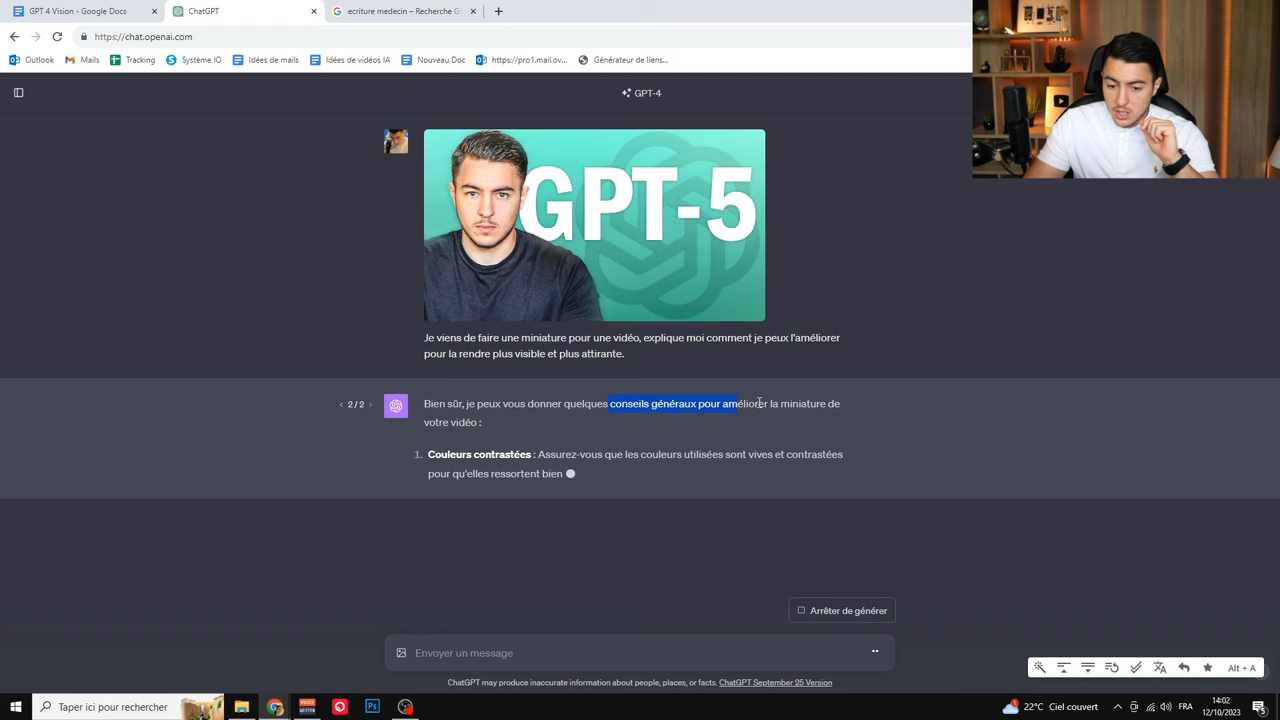 GPT 4 Vision - Google Docs
ChatGPT
ecriture medecin – Recherche G
https://chat.openai.com
Outlook
Mails
Tracking
Système IO
Idées de mails
Idées de vidéos IA
Nouveau Doc
https://pro1.mail.ov...
Générateur de liens...
GPT-4
GPT-5
Je viens de faire une miniature pour une vidéo, explique moi comment je peux l'améliorer
pour la rendre plus visible et plus attirante.
2 / 2
Bien sûr, je peux vous donner quelques conseils généraux pour améliorer la miniature de
votre vidéo :
1. Couleurs contrastées : Assurez-vous que les couleurs utilisées sont vives et contrastées
pour qu'elles ressortent bien
Arrêter de générer
Envoyer un message
ChatGPT may produce inaccurate information about people, places, or facts. ChatGPT September 25 Version
Alt + A
Taper ici pour rechercher
22°C Ciel couvert
FRA
14:02
12/10/2023